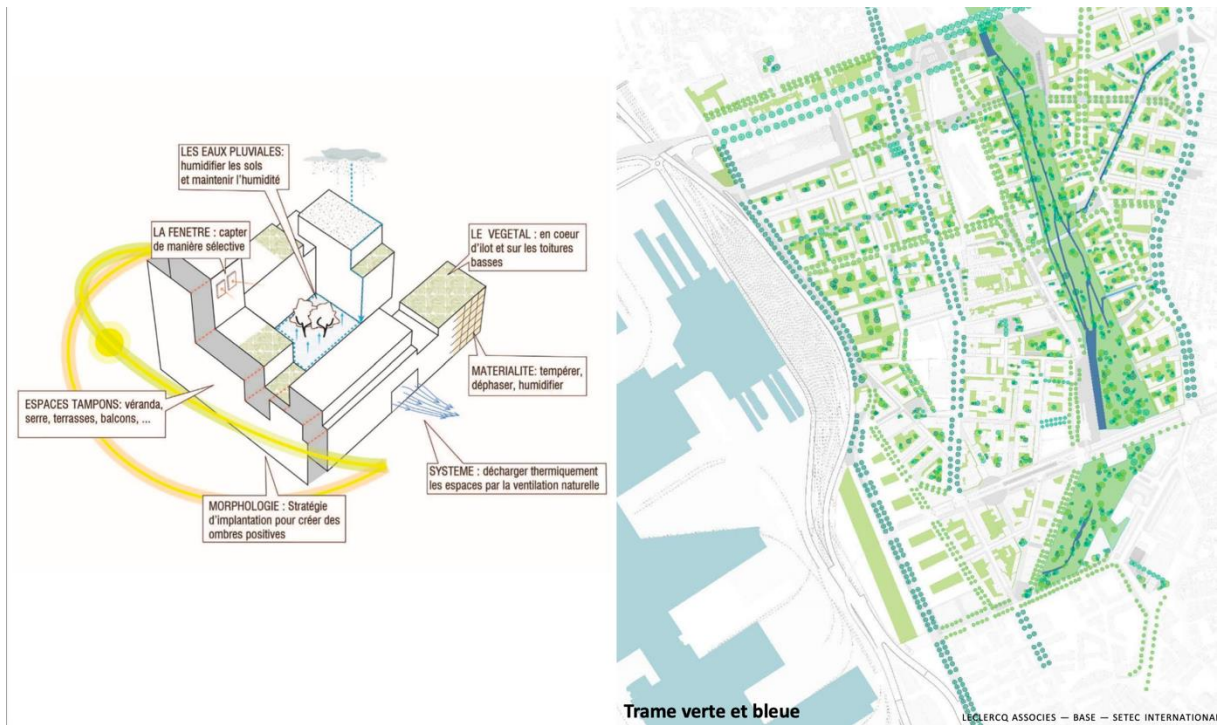 LES EAUX PLUVIALES:
humidifier les sols
et maintenir l'humidité
LA FENETRE : capter
de manière sélective
LE VEGETAL : en coeur
d'ilot et sur les toitures
basses
MATERIALITE: tempérer,
déphaser, humidifier
ESPACES TAMPONS: véranda,
serre, terrasses, balcons, ...
SYSTEME : décharger thermiquement
les espaces par la ventilation naturelle
MORPHOLOGIE : Stratégie
d'implantation pour créer des
ombres positives
Trame verte et bleue
LECLERCQ ASSOCIES — BASE — SETEC INTERNATIONAL